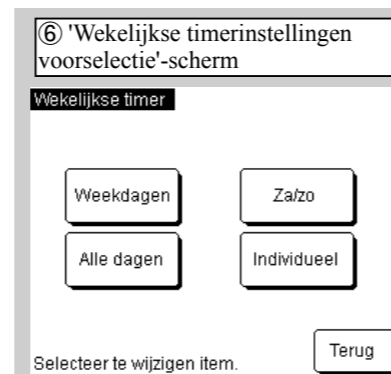 ⑥ 'Wekelijkse timerinstellingen
voorselectie'-scherm
Wekelijkse timer
Weekdagen
Za/zo
Alle dagen
Individueel
Selecteer te wijzigen item.
Terug